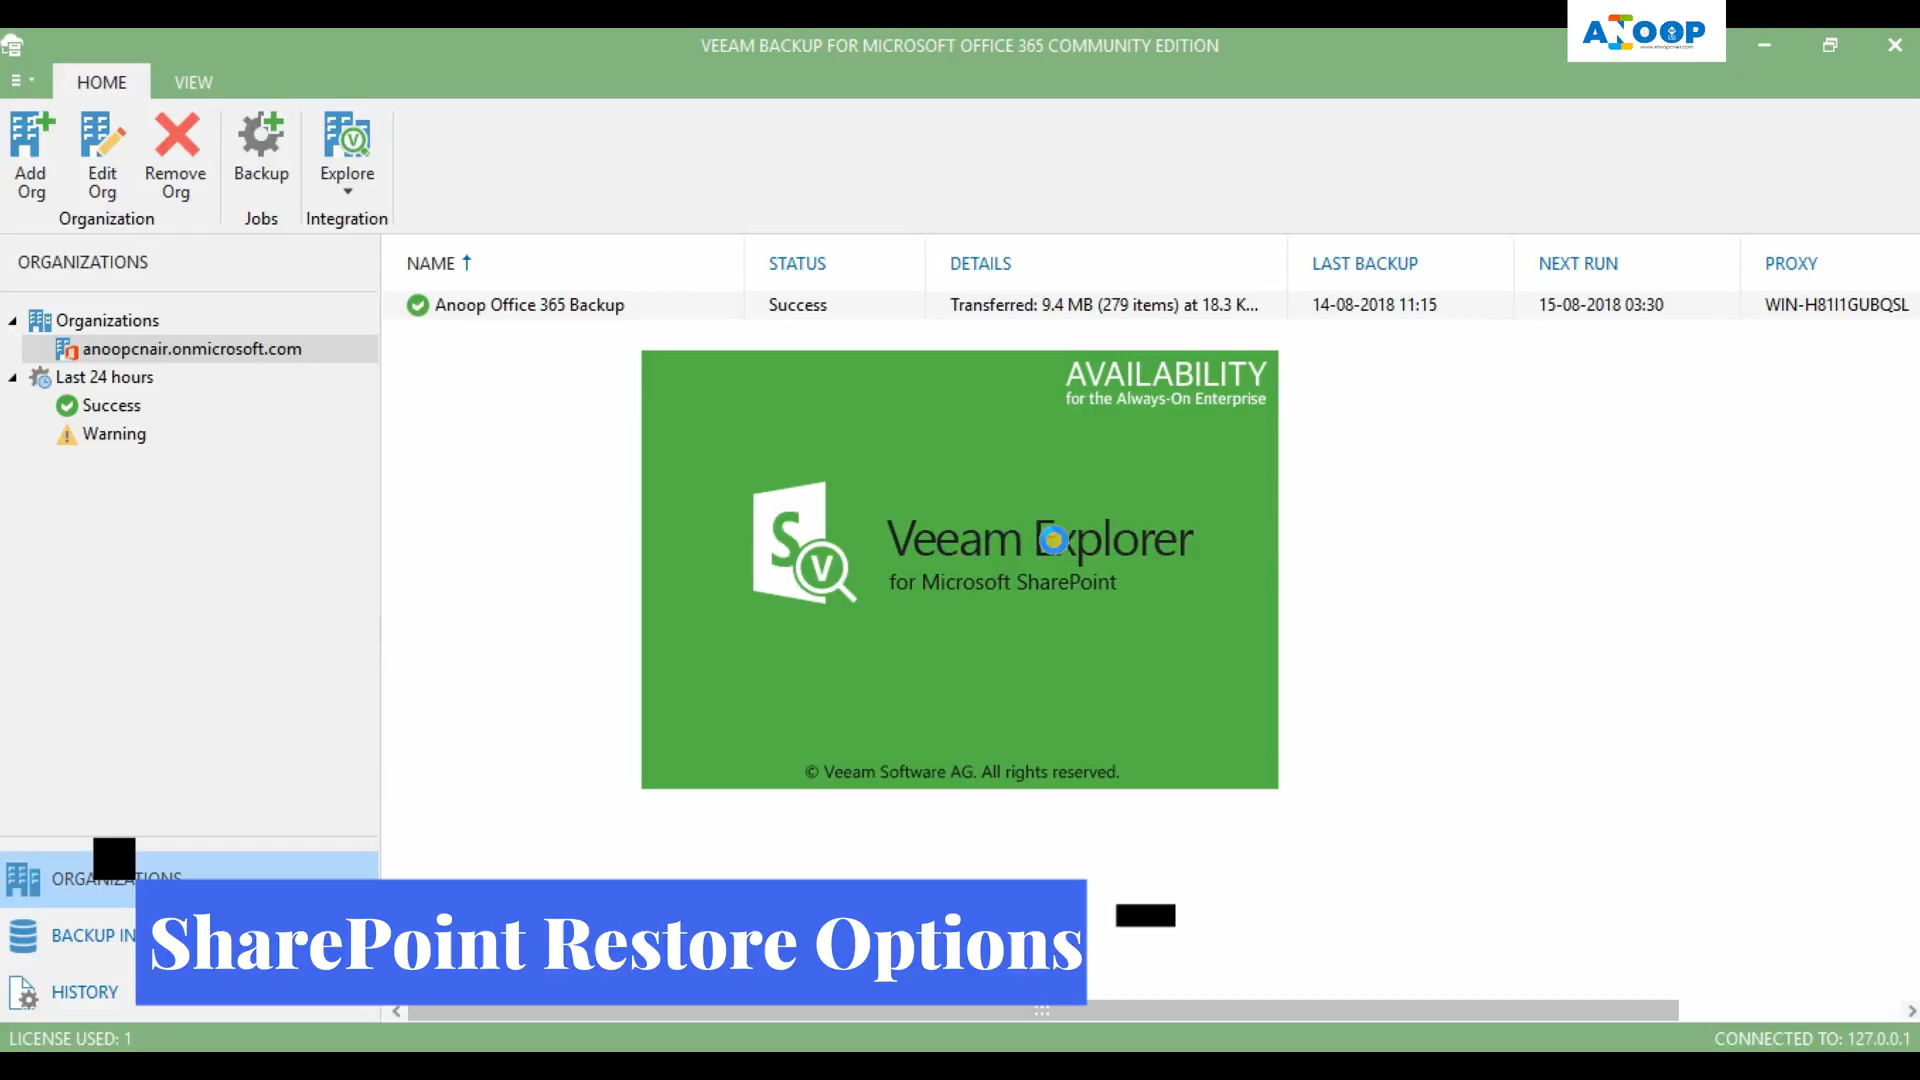 VEEAM BACKUP FOR MICROSOFT OFFICE 365 COMMUNITY EDITION
ANOOP
HOME
VIEW
Add
Org
Edit
Org
Remove
Org
Backup
Explore
Organization
Jobs
Integration
ORGANIZATIONS
Organizations
anoopcnair.onmicrosoft.com
Last 24 hours
Success
Warning
NAME
STATUS
DETAILS
LAST BACKUP
NEXT RUN
PROXY
Anoop Office 365 Backup
Success
Transferred: 9.4 MB (279 items) at 18.3 K...
14-08-2018 11:15
15-08-2018 03:30
WIN-H81I1GUBQSL
AVAILABILITY
for the Always-On Enterprise
S
V
Veeam Explorer
for Microsoft SharePoint
© Veeam Software AG. All rights reserved.
ORGANIZATIONS
BACKUP IN
HISTORY
SharePoint Restore Options
LICENSE USED: 1
CONNECTED TO: 127.0.0.1